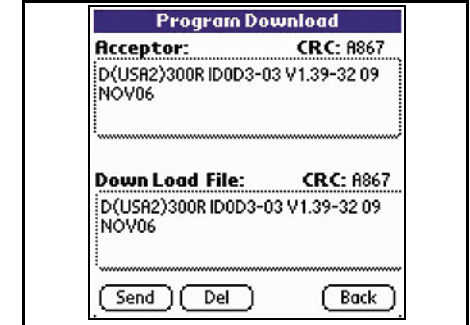 Program Download
Acceptor: CRC: A867
D(USA2)300R ID0D3-03 V1.39-32 09
NOV06
Down Load File: CRC: A867
D(USA2)300R ID0D3-03 V1.39-32 09
NOV06
Send Del Back